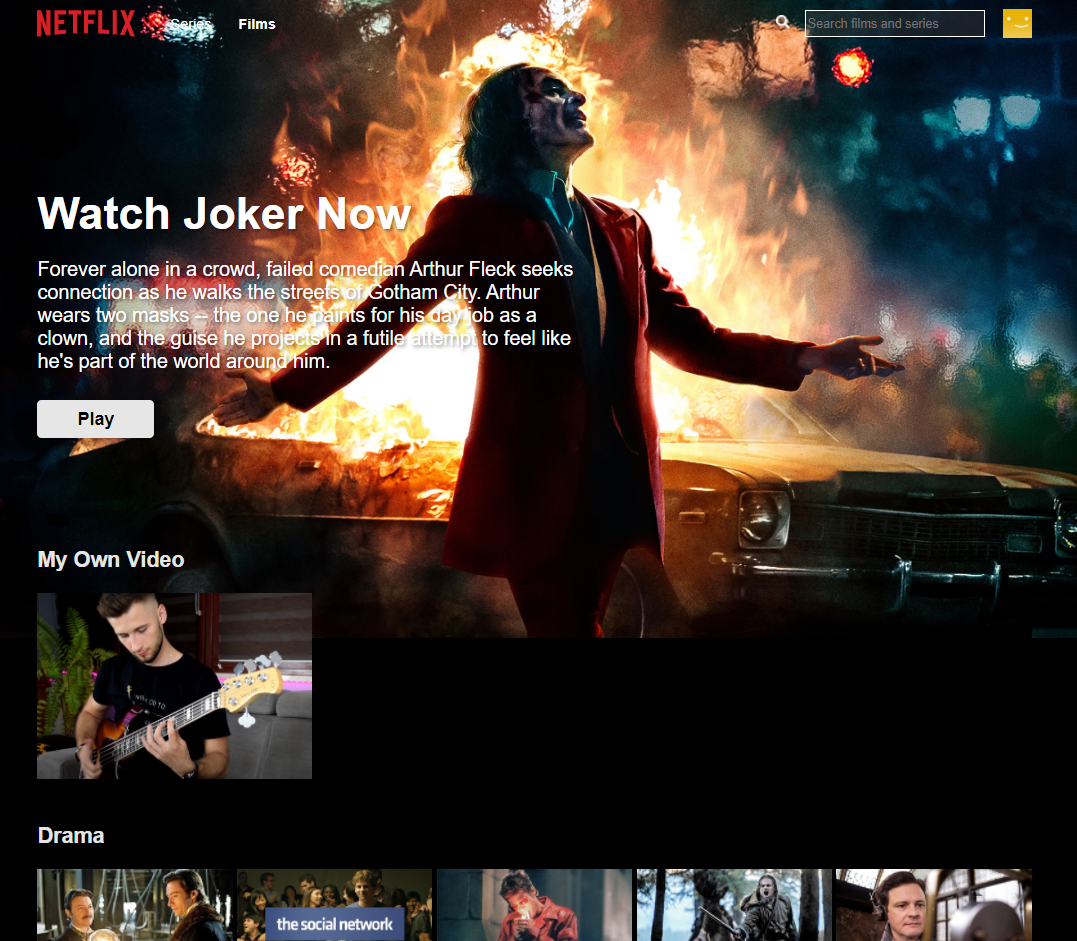 NETFLIX
Series
Films
Search films and series
Watch Joker Now
Forever alone in a crowd, failed comedian Arthur Fleck seeks
connection as he walks the streets of Gotham City. Arthur
wears two masks -- the one he paints for his day job as a
clown, and the guise he projects in a futile attempt to feel like
he's part of the world around him.
Play
My Own Video
Drama
the social network